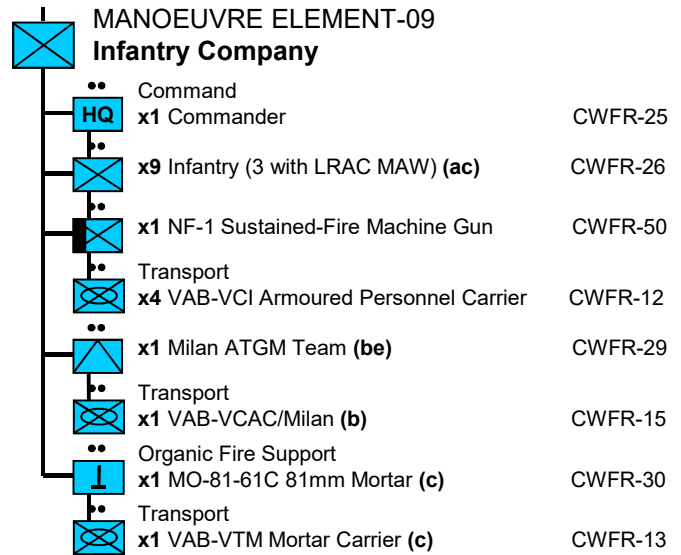 MANOEUVRE ELEMENT-09
Infantry Company
Command
HQ x1 Commander CWFR-25
x9 Infantry (3 with LRAC MAW) (ac) CWFR-26
x1 NF-1 Sustained-Fire Machine Gun CWFR-50
Transport
x4 VAB-VCI Armoured Personnel Carrier CWFR-12
x1 Milan ATGM Team (be) CWFR-29
Transport
x1 VAB-VCAC/Milan (b) CWFR-15
Organic Fire Support
x1 MO-81-61C 81mm Mortar (c) CWFR-30
Transport
x1 VAB-VTM Mortar Carrier (c) CWFR-13